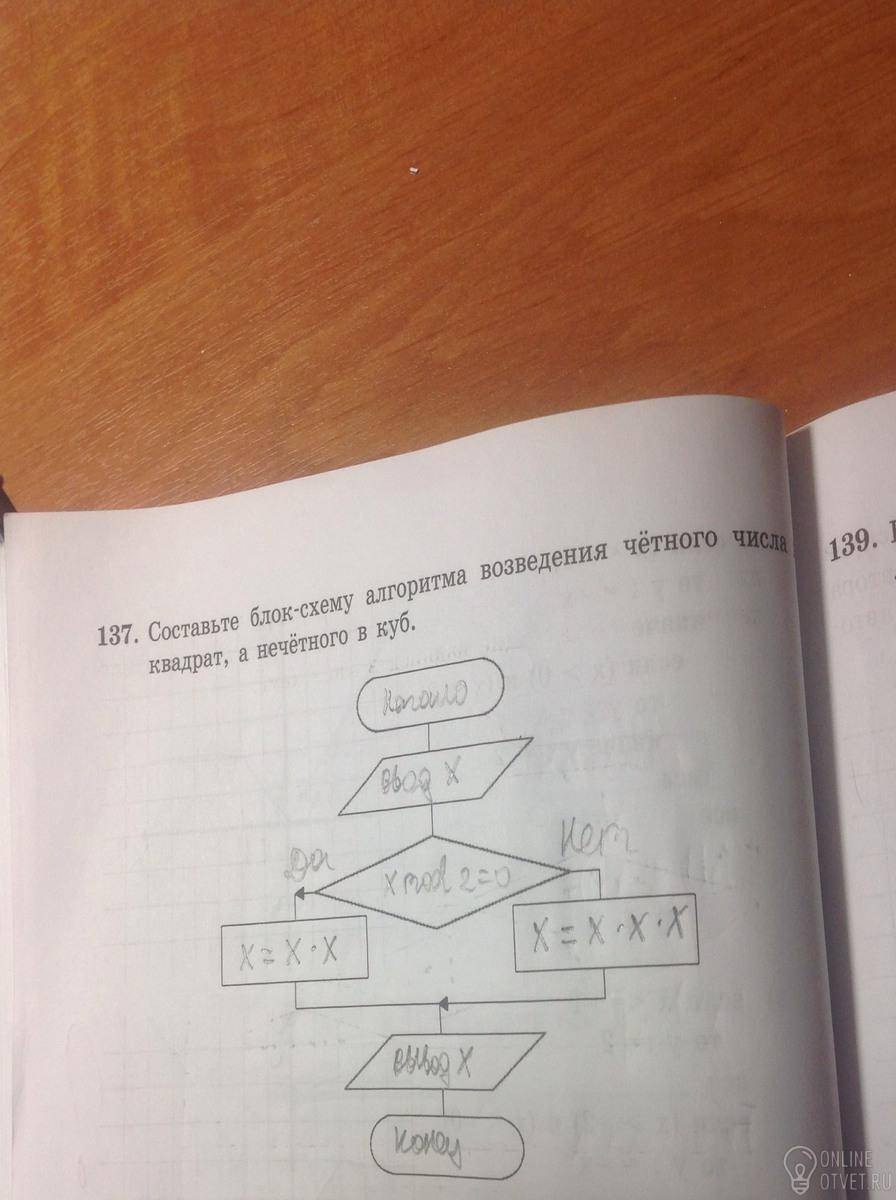 137. Составьте блок-схему алгоритма возведения чётного числа
квадрат, а нечётного в куб.
139.
Начало
Ввод X
Да
Нет
X mod 2=0
X = X · X
X = X · X · X
Вывод X
Конец
ONLINE
OTVET.RU